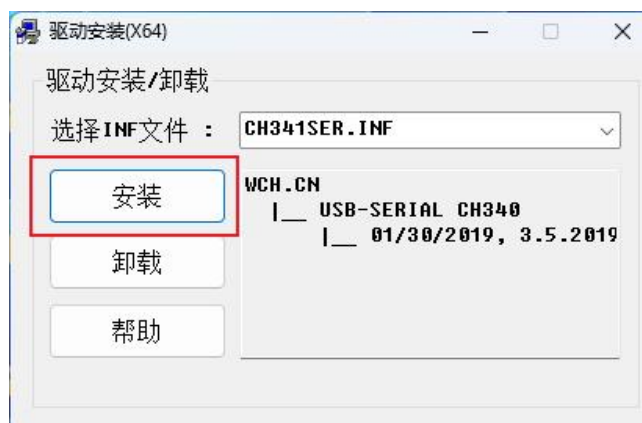 驱动安装(X64)
驱动安装/卸载
选择INF文件 : CH341SER.INF
安装
卸载
帮助
WCH.CN
|__ USB-SERIAL CH340
|__ 01/30/2019, 3.5.2019